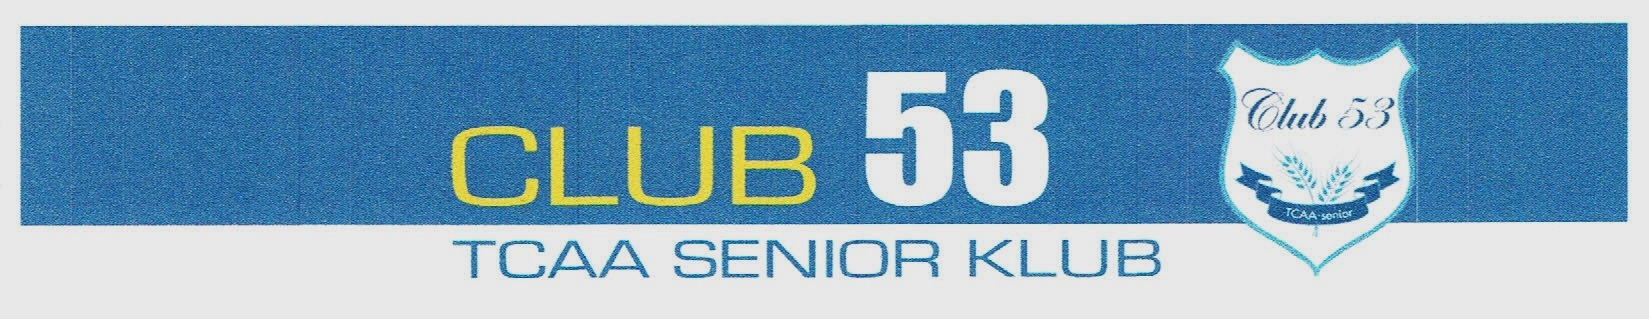 CLUB 53
TCAA SENIOR KLUB
Club 53
TCAA-senior